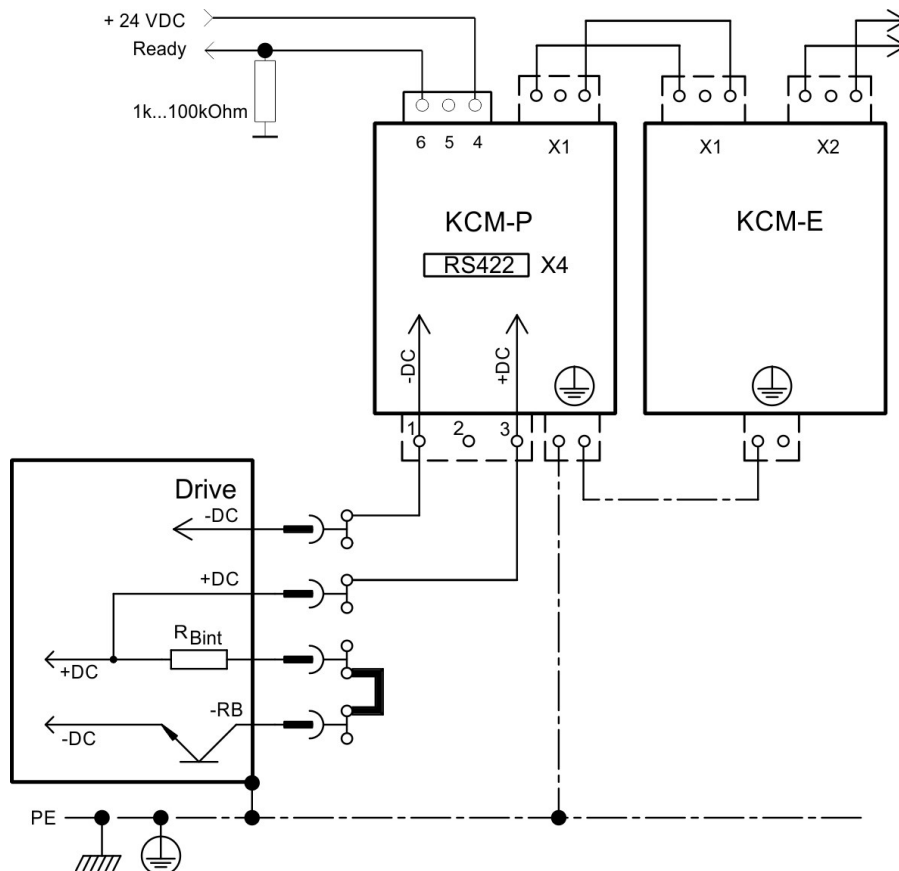 + 24 VDC
Ready
1k...100kOhm
6 5 4 X1
X1 X2
KCM-P
KCM-E
RS422 X4
-DC
+DC
1 2 3
Drive
-DC
+DC
RBint
+DC
-RB
-DC
PE